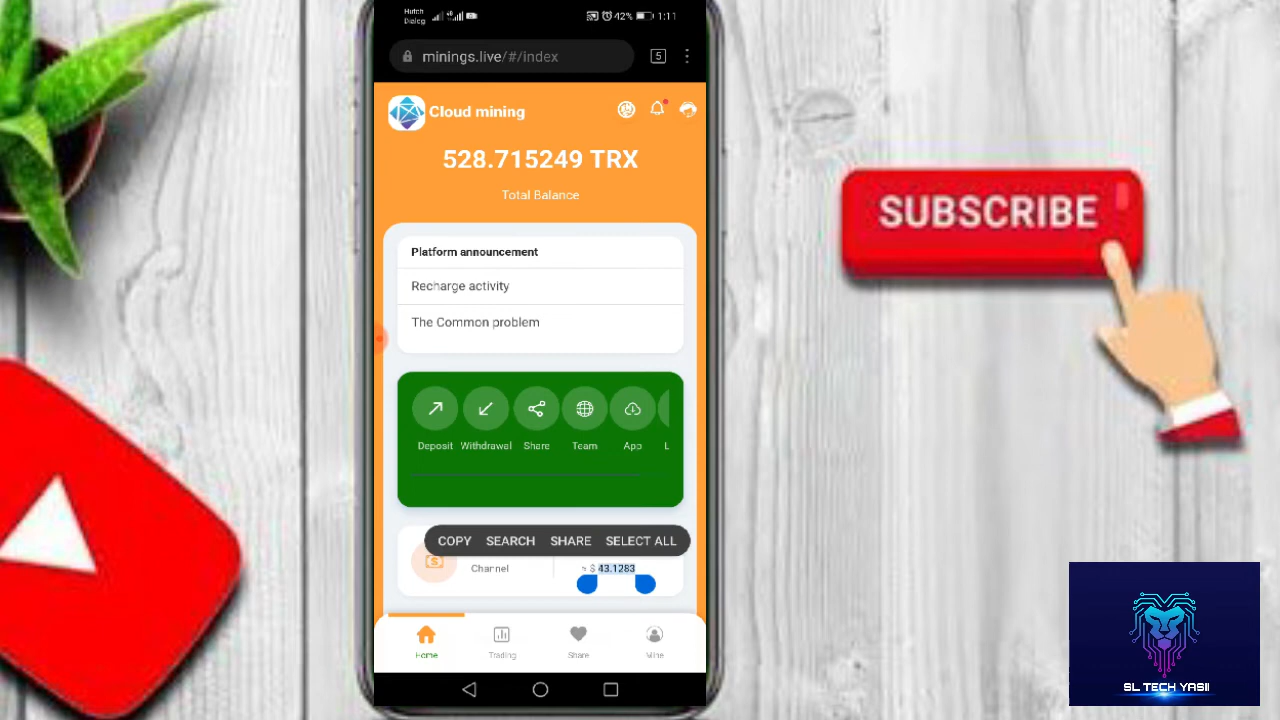 Hutch
Dialog
42% 1:11
minings.live/#/index
5
Cloud mining
528.715249 TRX
Total Balance
Platform announcement
Recharge activity
The Common problem
Deposit Withdrawal Share Team App L
COPY SEARCH SHARE SELECT ALL
Channel
≈ $ 43.1283
Home Trading Share Mine
SUBSCRIBE
SL TECH YASII